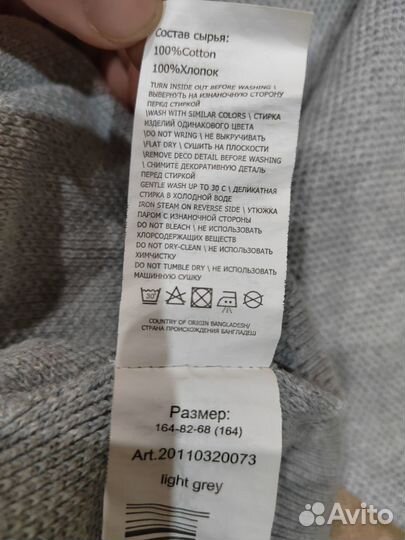 Состав сырья:
100%Cotton
100%Хлопок
TURN INSIDE OUT BEFORE WASHING \
ВЫВЕРНУТЬ НА ИЗНАНОЧНУЮ СТОРОНУ
ПЕРЕД СТИРКОЙ
\WASH WITH SIMILAR COLORS \ СТИРКА
ИЗДЕЛИЙ ОДИНАКОВОГО ЦВЕТА
\DO NOT WRING \ НЕ ВЫКРУЧИВАТЬ
\FLAT DRY \ СУШИТЬ НА ПЛОСКОСТИ
\REMOVE DECO DETAIL BEFORE WASHING
\ СНИМИТЕ ДЕКОРАТИВНУЮ ДЕТАЛЬ
ПЕРЕД СТИРКОЙ
GENTLE WASH UP TO 30 C \ ДЕЛИКАТНАЯ
СТИРКА В ХОЛОДНОЙ ВОДЕ
IRON STEAM ON REVERSE SIDE \ УТЮЖКА
ПАРОМ С ИЗНАНОЧНОЙ СТОРОНЫ
DO NOT BLEACH \ НЕ ИСПОЛЬЗОВАТЬ
ХЛОРСОДЕРЖАЩИХ ВЕЩЕСТВ
DO NOT DRY-CLEAN \ НЕ ИСПОЛЬЗОВАТЬ
ХИМЧИСТКУ
DO NOT TUMBLE DRY \ НЕ ИСПОЛЬЗОВАТЬ
МАШИННУЮ СУШКУ
30°
COUNTRY OF ORIGIN BANGLADESH/
СТРАНА ПРОИСХОЖДЕНИЯ БАНГЛАДЕШ
Размер:
164-82-68 (164)
Art.20110320073
light grey
Avito